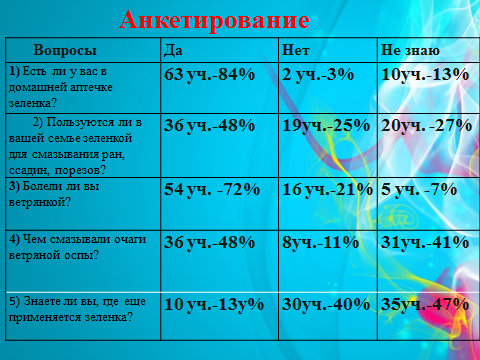 Анкетирование
Вопросы Да Нет Не знаю
1) Есть ли у вас в
домашней аптечке
зеленка?
63 уч.-84% 2 уч.-3% 10уч.-13%
2) Пользуются ли в
вашей семье зеленкой
для смазывания ран,
ссадин, порезов?
36 уч.-48% 19уч.-25% 20уч. -27%
3) Болели ли вы
ветрянкой?
54 уч. -72% 16 уч.-21% 5 уч. -7%
4) Чем смазывали очаги
ветряной оспы?
36 уч.-48% 8уч.-11% 31уч.-41%
5) Знаете ли вы, где еще
применяется зеленка?
10 уч.-13у% 30уч.-40% 35уч.-47%